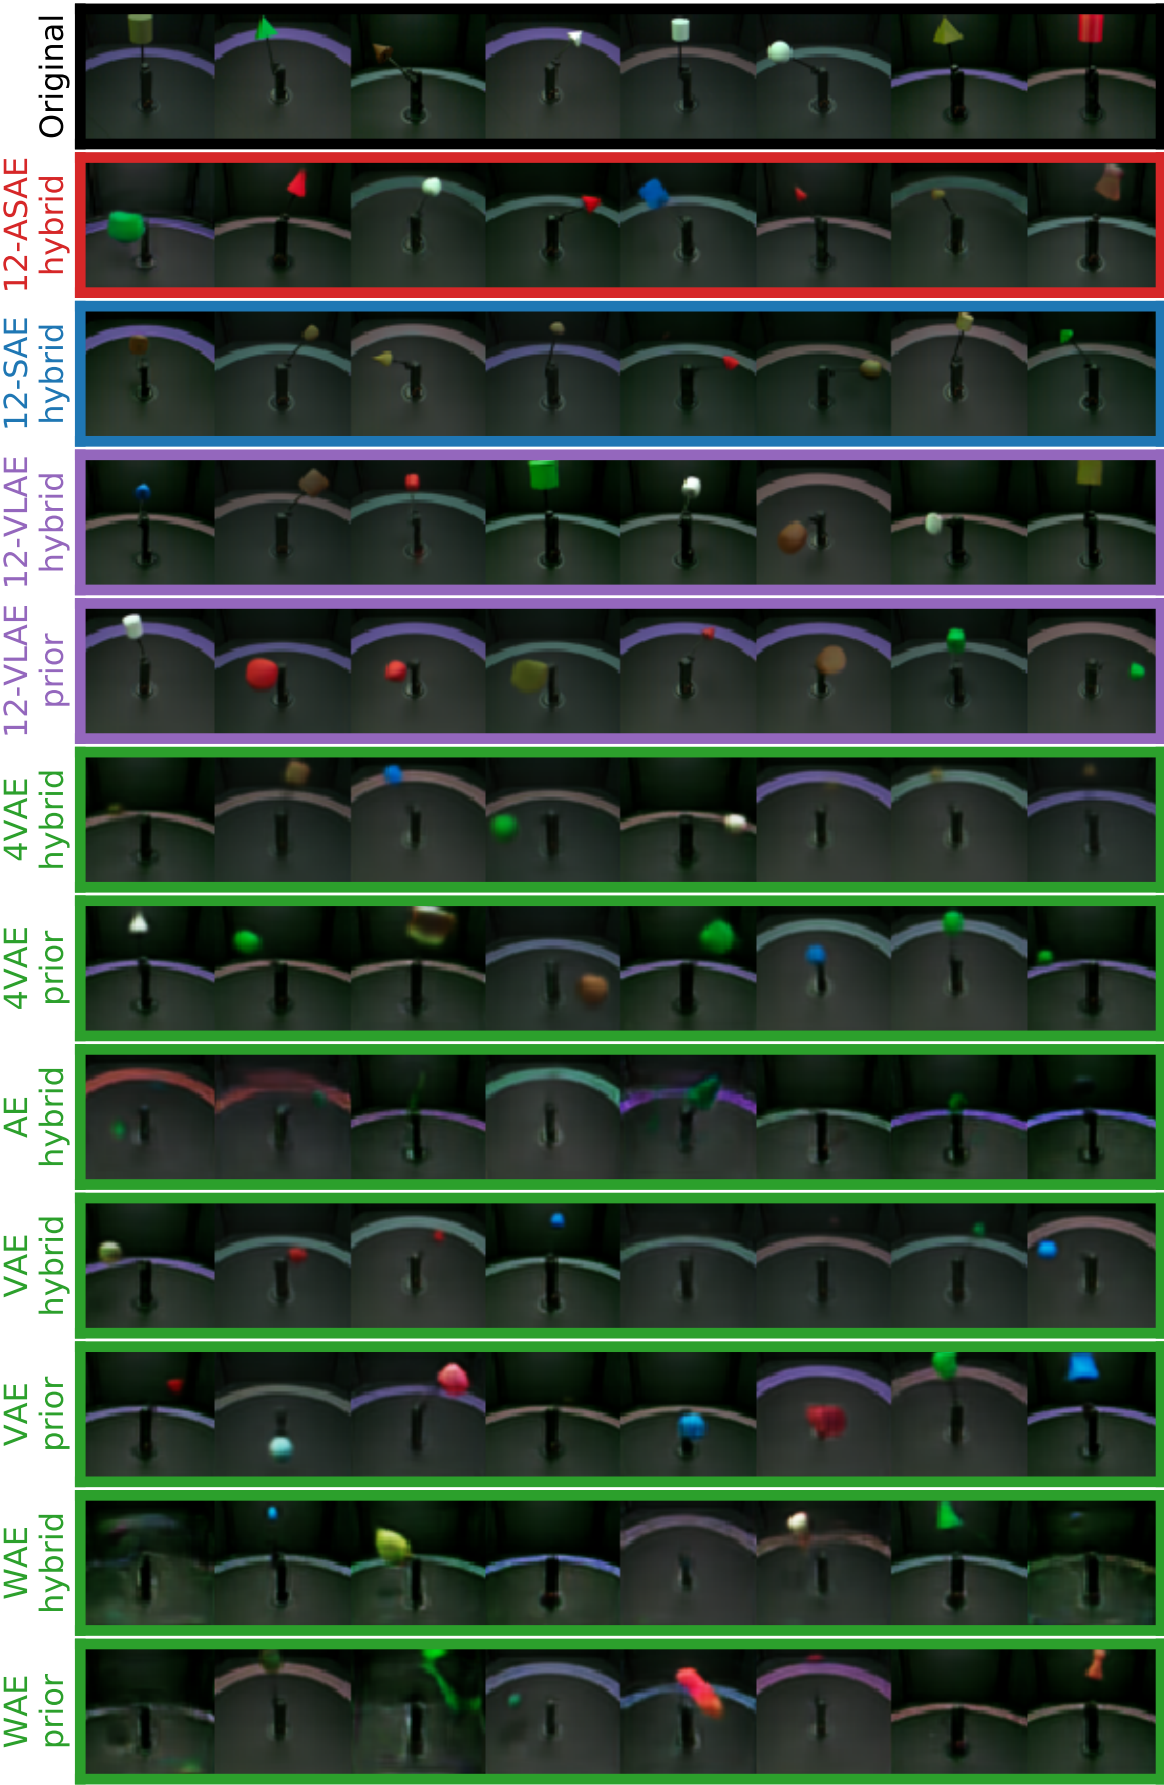 Original
12-ASAE
hybrid
12-SAE
hybrid
12-VLAE
hybrid
12-VLAE
prior
4VAE
hybrid
4VAE
prior
AE
hybrid
VAE
hybrid
VAE
prior
WAE
hybrid
WAE
prior